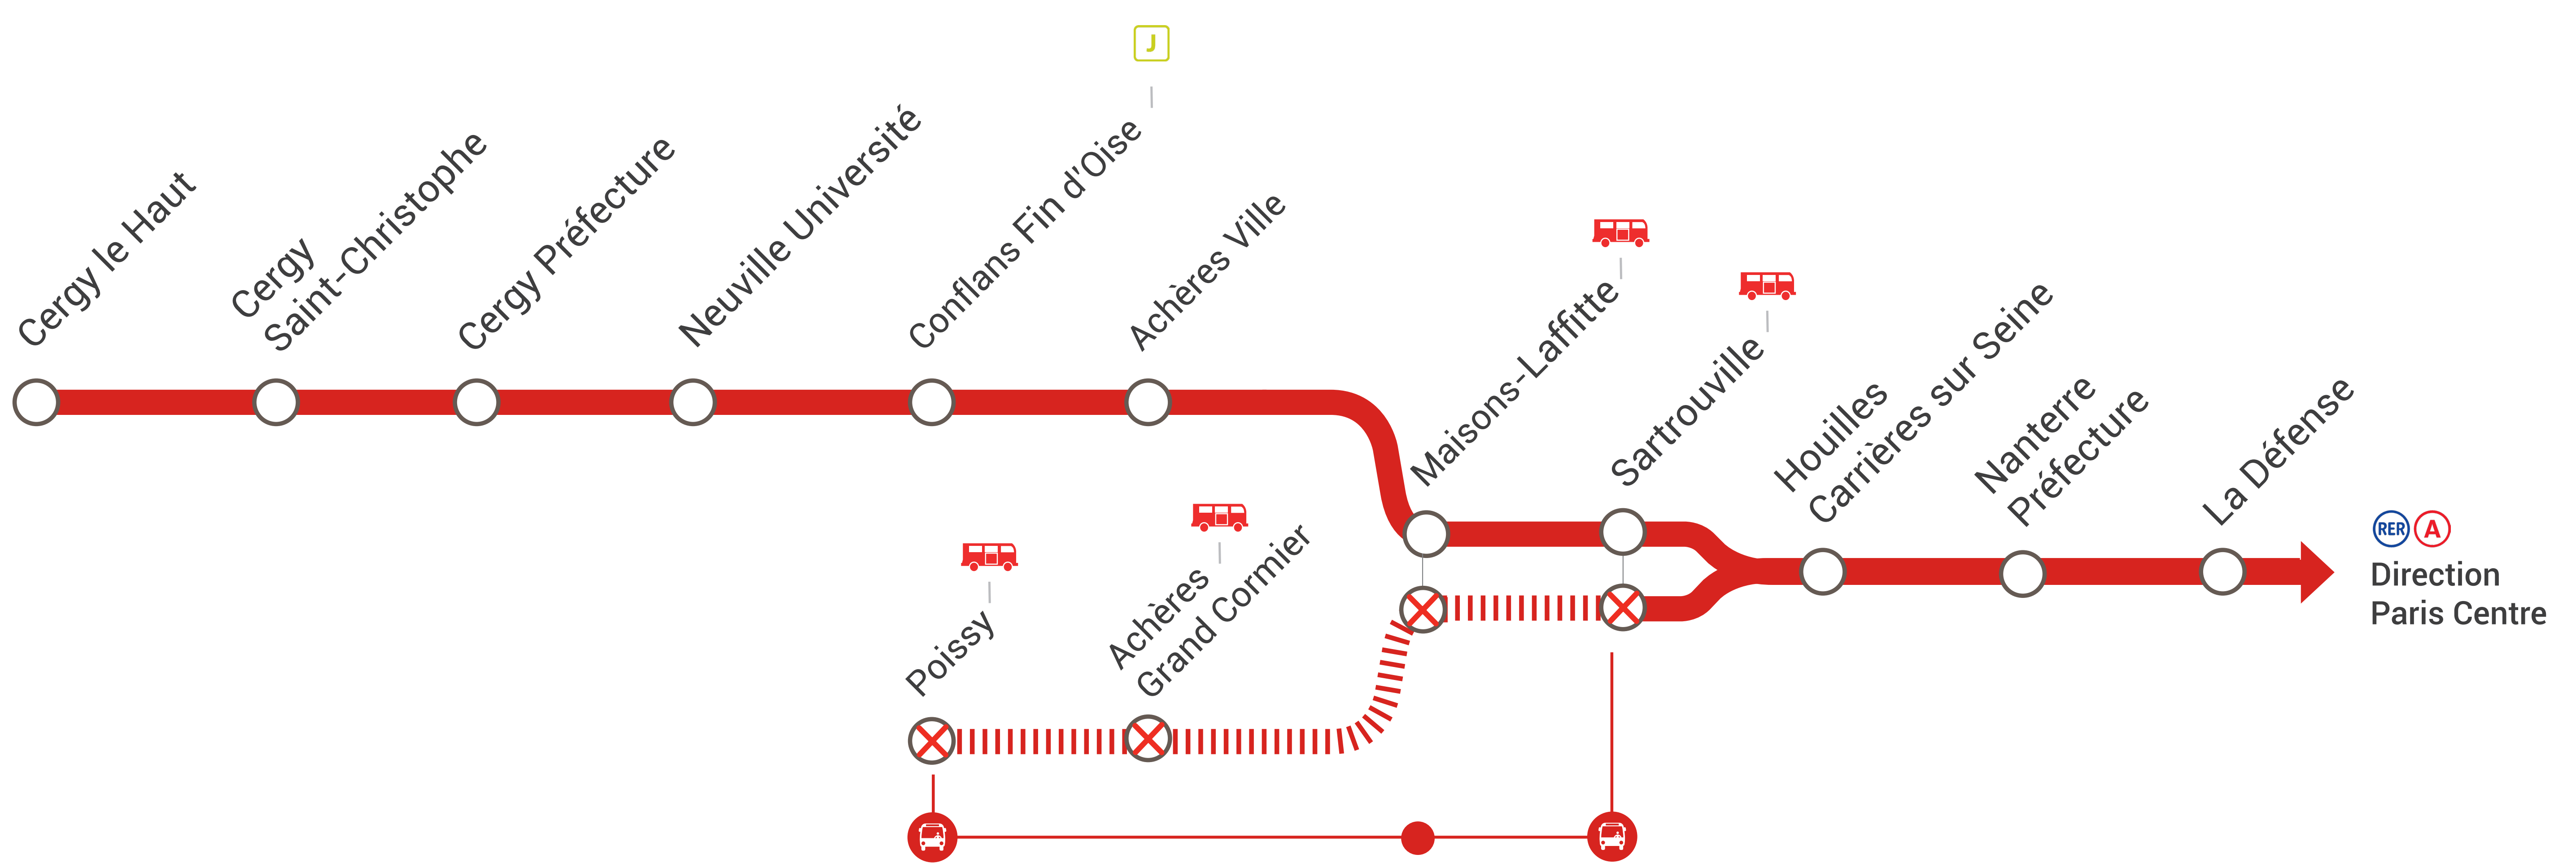 J
Cergy le Haut
Cergy
Saint-Christophe
Cergy Préfecture
Neuville Université
Conflans Fin d'Oise
Achères Ville
Maisons-Laffitte
Sartrouville
Houilles
Carrières sur Seine
Nanterre
Préfecture
La Défense
RER A
Direction
Paris Centre
Poissy
Achères
Grand Cormier